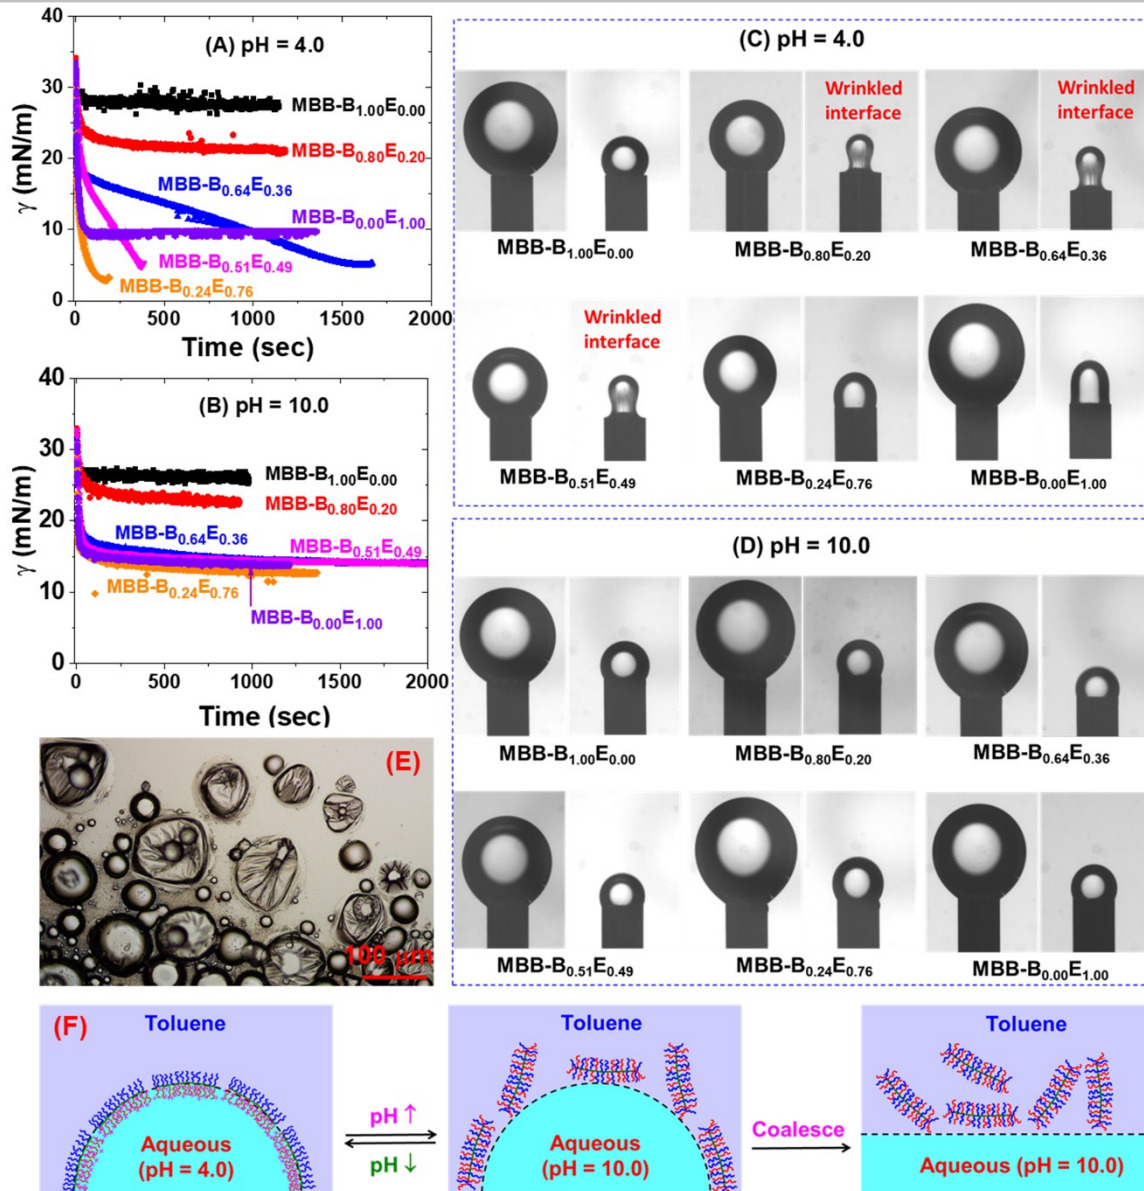 (A) pH = 4.0
MBB-B1.00E0.00
MBB-B0.80E0.20
MBB-B0.64E0.36
MBB-B0.00E1.00
MBB-B0.51E0.49
MBB-B0.24E0.76
γ (mN/m)
40
30
20
10
0
0 500 1000 1500 2000
Time (sec)
(B) pH = 10.0
MBB-B1.00E0.00
MBB-B0.80E0.20
MBB-B0.64E0.36
MBB-B0.51E0.49
MBB-B0.24E0.76
MBB-B0.00E1.00
γ (mN/m)
40
30
20
10
0
0 500 1000 1500 2000
Time (sec)
(C) pH = 4.0
Wrinkled
interface
Wrinkled
interface
MBB-B1.00E0.00
MBB-B0.80E0.20
MBB-B0.64E0.36
Wrinkled
interface
MBB-B0.51E0.49
MBB-B0.24E0.76
MBB-B0.00E1.00
(D) pH = 10.0
MBB-B1.00E0.00
MBB-B0.80E0.20
MBB-B0.64E0.36
MBB-B0.51E0.49
MBB-B0.24E0.76
MBB-B0.00E1.00
(E)
100 μm
(F)
Toluene
Aqueous
(pH = 4.0)
pH ↑
pH ↓
Toluene
Aqueous
(pH = 10.0)
Coalesce
Toluene
Aqueous (pH = 10.0)